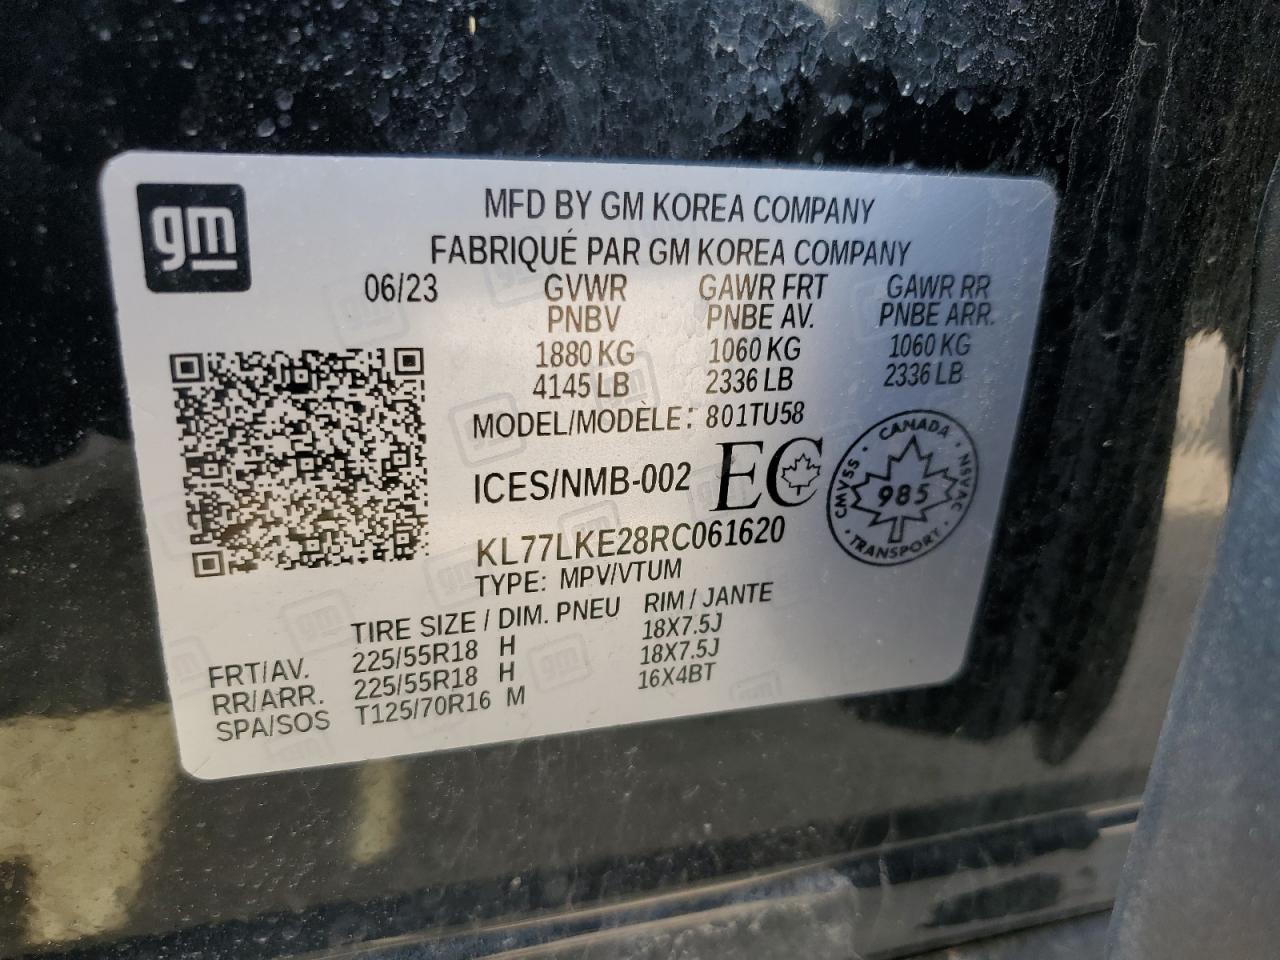 gm
MFD BY GM KOREA COMPANY
FABRIQUÉ PAR GM KOREA COMPANY
06/23 GVWR GAWR FRT GAWR RR
PNBV PNBE AV. PNBE ARR.
1880 KG 1060 KG 1060 KG
4145 LB 2336 LB 2336 LB
MODEL/MODÈLE: 801TU58
ICES/NMB-002 EC
CANADA
CMVSS 985 NSVAC
TRANSPORT
KL77LKE28RC061620
TYPE: MPV/VTUM
TIRE SIZE / DIM. PNEU RIM / JANTE
FRT/AV. 225/55R18 H 18X7.5J
RR/ARR. 225/55R18 H 18X7.5J
SPA/SOS T125/70R16 M 16X4BT